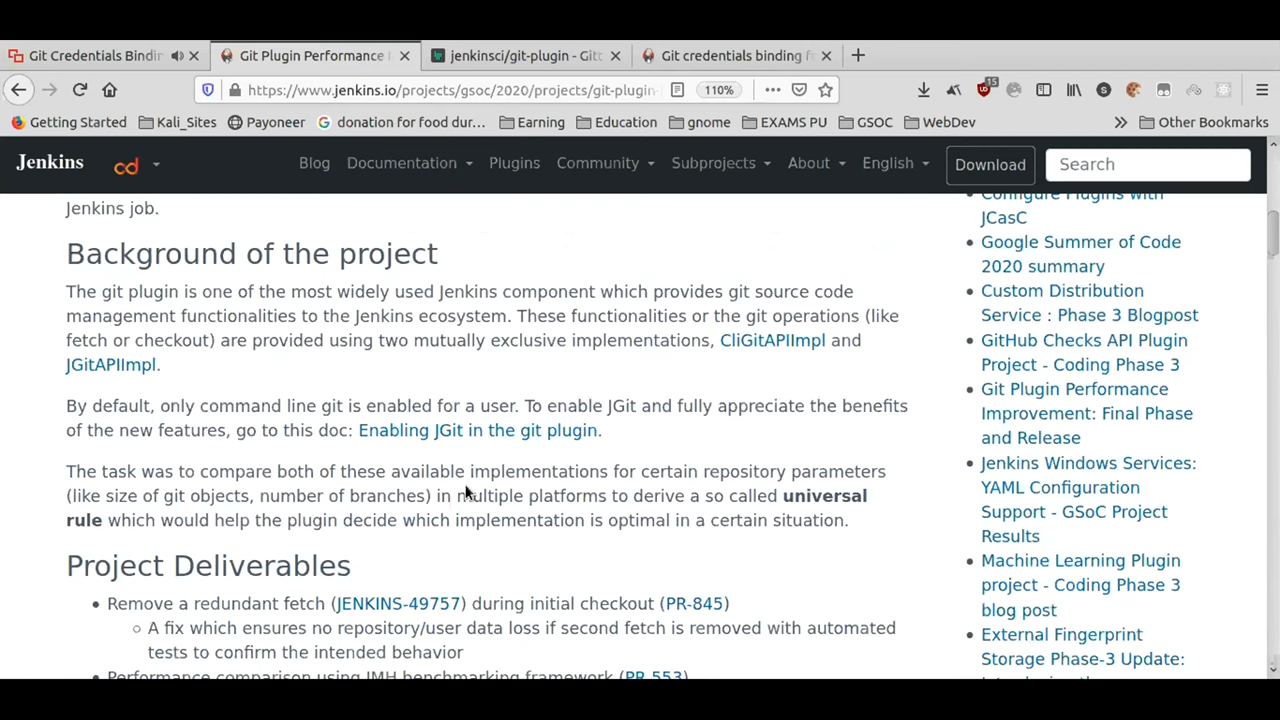 Git Credentials Bindin
Git Plugin Performance I
jenkinsci/git-plugin - Gitt
Git credentials binding f
https://www.jenkins.io/projects/gsoc/2020/projects/git-plugin-
110%
15
Getting Started
Kali_Sites
Payoneer
donation for food dur...
Earning
Education
gnome
EXAMS PU
GSOC
WebDev
Other Bookmarks
Jenkins
cd
Blog
Documentation
Plugins
Community
Subprojects
About
English
Download
Search
Jenkins job.
Background of the project
The git plugin is one of the most widely used Jenkins component which provides git source code
management functionalities to the Jenkins ecosystem. These functionalities or the git operations (like
fetch or checkout) are provided using two mutually exclusive implementations, CliGitAPIImpl and
JGitAPIImpl.
By default, only command line git is enabled for a user. To enable JGit and fully appreciate the benefits
of the new features, go to this doc: Enabling JGit in the git plugin.
The task was to compare both of these available implementations for certain repository parameters
(like size of git objects, number of branches) in multiple platforms to derive a so called universal
rule which would help the plugin decide which implementation is optimal in a certain situation.
Project Deliverables
• Remove a redundant fetch (JENKINS-49757) during initial checkout (PR-845)
○ A fix which ensures no repository/user data loss if second fetch is removed with automated
tests to confirm the intended behavior
Performance comparison using JMH benchmarking framework (PR 553)
Configure Plugins with
JCasC
• Google Summer of Code
2020 summary
• Custom Distribution
Service : Phase 3 Blogpost
• GitHub Checks API Plugin
Project - Coding Phase 3
• Git Plugin Performance
Improvement: Final Phase
and Release
• Jenkins Windows Services:
YAML Configuration
Support - GSoC Project
Results
• Machine Learning Plugin
project - Coding Phase 3
blog post
• External Fingerprint
Storage Phase-3 Update: